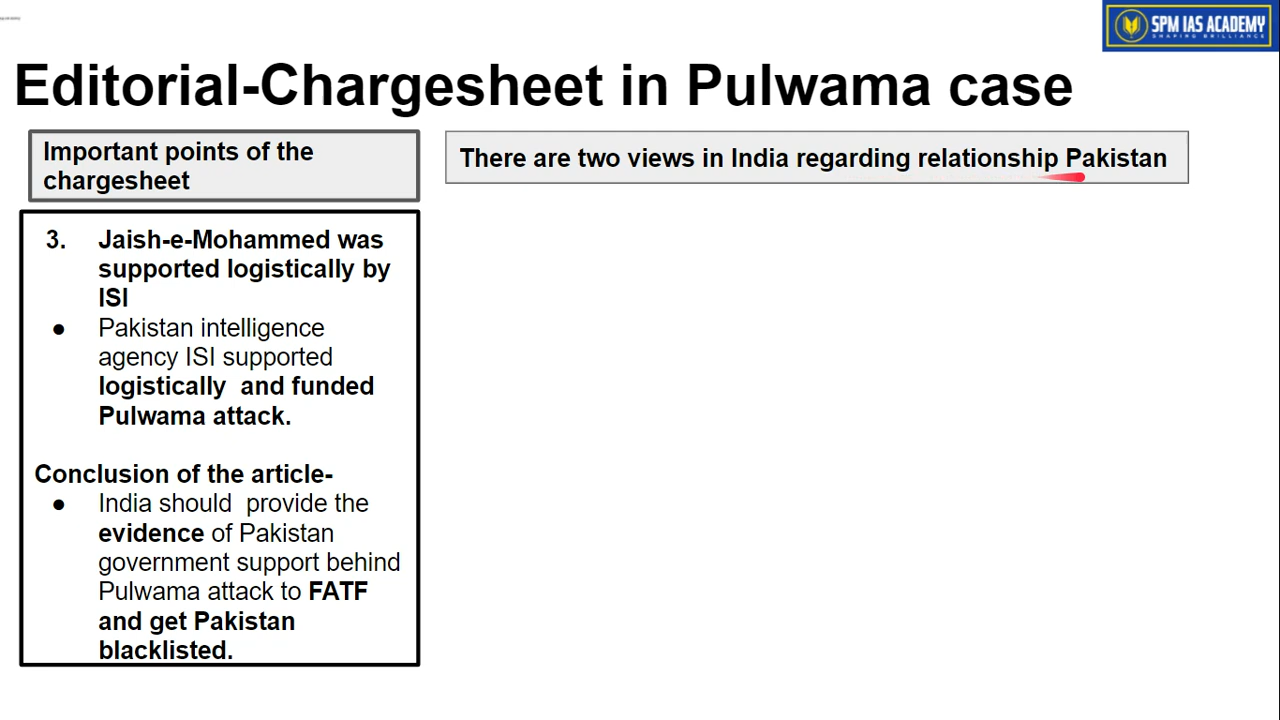 SPM IAS ACADEMY
SHAPING BRILLIANCE
Editorial-Chargesheet in Pulwama case
Important points of the
chargesheet
There are two views in India regarding relationship Pakistan
3. Jaish-e-Mohammed was
supported logistically by
ISI
● Pakistan intelligence
agency ISI supported
logistically and funded
Pulwama attack.
Conclusion of the article-
● India should provide the
evidence of Pakistan
government support behind
Pulwama attack to FATF
and get Pakistan
blacklisted.